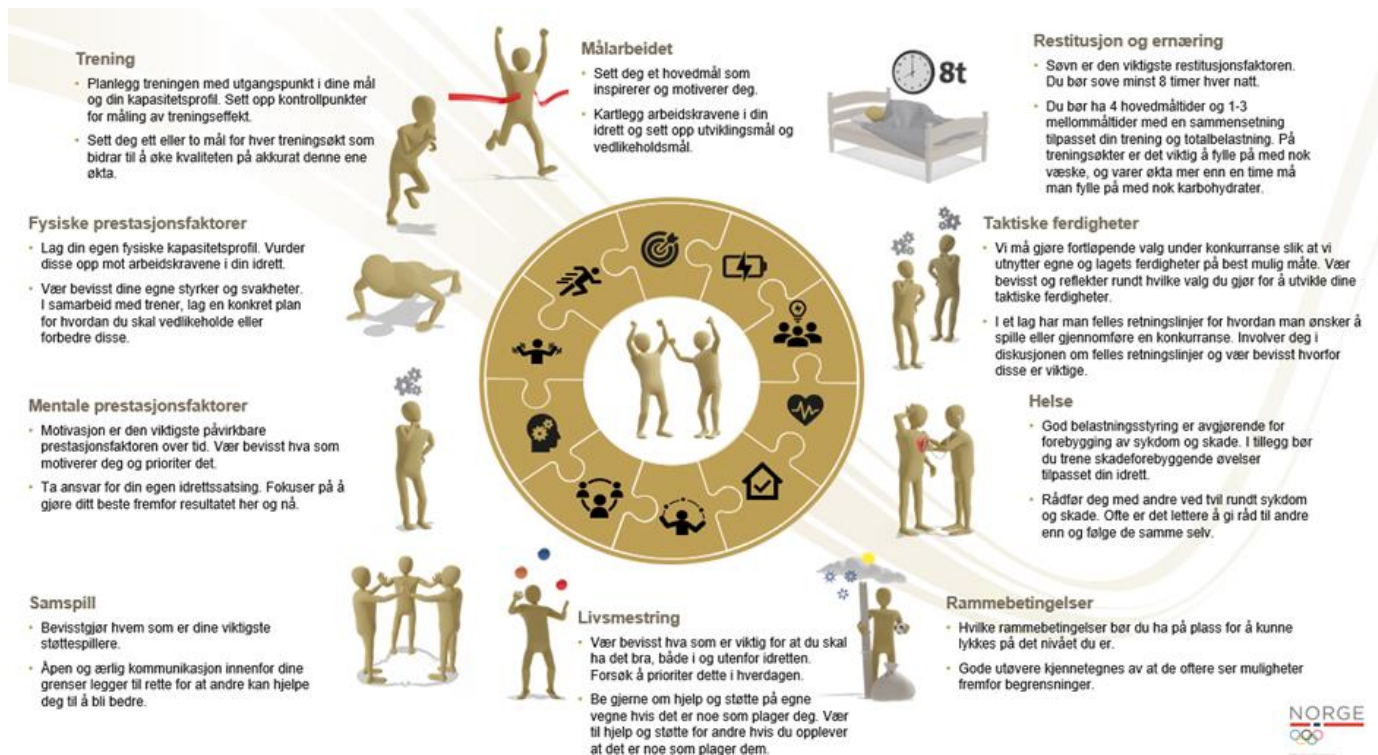 Trening
• Planlegg treningen med utgangspunkt i dine mål
og din kapasitetsprofil. Sett opp kontrollpunkter
for måling av treningseffekt.
• Sett deg ett eller to mål for hver treningsøkt som
bidrar til å øke kvaliteten på akkurat denne ene
økta.
Målarbeidet
• Sett deg et hovedmål som
inspirerer og motiverer deg.
• Kartlegg arbeidskravene i din
idrett og sett opp utviklingsmål og
vedlikeholdsmål.
8t
Restitusjon og ernæring
• Søvn er den viktigste restitusjonsfaktoren.
Du bør sove minst 8 timer hver natt.
• Du bør ha 4 hovedmåltider og 1-3
mellommåltider med en sammensetning
tilpasset din trening og totalbelastning. På
treningsøkter er det viktig å fylle på med nok
væske, og varer økta mer enn en time må
man fylle på med nok karbohydrater.
Fysiske prestasjonsfaktorer
• Lag din egen fysiske kapasitetsprofil. Vurder
disse opp mot arbeidskravene i din idrett.
• Vær bevisst dine egne styrker og svakheter.
I samarbeid med trener, lag en konkret plan
for hvordan du skal vedlikeholde eller
forbedre disse.
Taktiske ferdigheter
• Vi må gjøre fortløpende valg under konkurranse slik at vi
utnytter egne og lagets ferdigheter på best mulig måte. Vær
bevisst og reflekter rundt hvilke valg du gjør for å utvikle dine
taktiske ferdigheter.
• I et lag har man felles retningslinjer for hvordan man ønsker å
spille eller gjennomføre en konkurranse. Involver deg i
diskusjonen om felles retningslinjer og vær bevisst hvorfor
disse er viktige.
Mentale prestasjonsfaktorer
• Motivasjon er den viktigste påvirkbare
prestasjonsfaktoren over tid. Vær bevisst hva som
motiverer deg og prioriter det.
• Ta ansvar for din egen idrettssatsing. Fokuser på å
gjøre ditt beste fremfor resultatet her og nå.
Helse
• God belastningsstyring er avgjørende for
forebygging av sykdom og skade. I tillegg bør
du trene skadeforebyggende øvelser
tilpasset din idrett.
• Rådfør deg med andre ved tvil rundt sykdom
og skade. Ofte er det lettere å gi råd til andre
enn og følge de samme selv.
Samspill
• Bevisstgjør hvem som er dine viktigste
støttespillere.
• Åpen og ærlig kommunikasjon innenfor dine
grenser legger til rette for at andre kan hjelpe
deg til å bli bedre.
Livsmestring
• Vær bevisst hva som er viktig for at du skal
ha det bra, både i og utenfor idretten.
Forsøk å prioriter dette i hverdagen.
• Be gjerne om hjelp og støtte på egne
vegne hvis det er noe som plager deg. Vær
til hjelp og støtte for andre hvis du opplever
at det er noe som plager dem.
Rammebetingelser
• Hvilke rammebetingelser bør du ha på plass for å kunne
lykkes på det nivået du er.
• Gode utøvere kjennetegnes av at de oftere ser muligheter
fremfor begrensninger.
NORGE